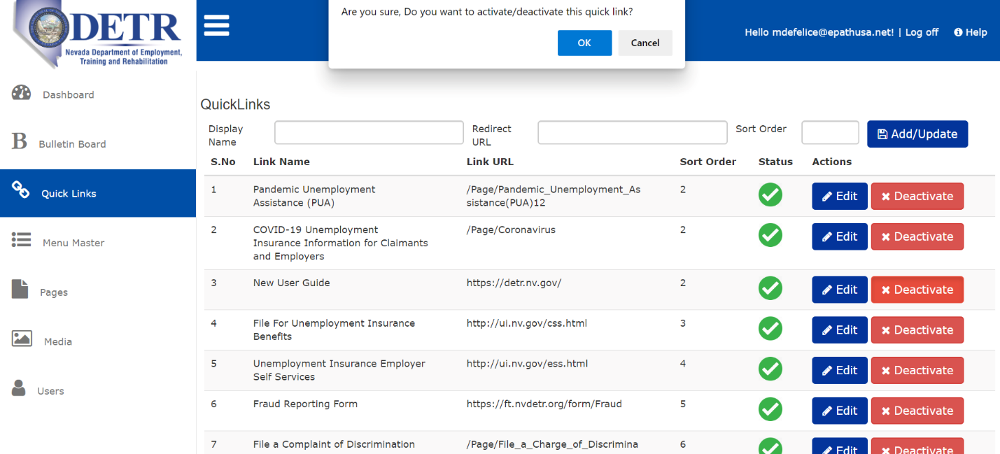 DETR
Nevada Department of Employment,
Training and Rehabilitation
Are you sure, Do you want to activate/deactivate this quick link?
OK Cancel
Hello mdefelice@epathusa.net! | Log off Help
Dashboard
Bulletin Board
Quick Links
Menu Master
Pages
Media
Users
QuickLinks
Display Name
Redirect URL
Sort Order
Add/Update
S.No Link Name Link URL Sort Order Status Actions
1 Pandemic Unemployment /Page/Pandemic_Unemployment_As 2 Edit Deactivate
Assistance (PUA) sistance(PUA)12
2 COVID-19 Unemployment /Page/Coronavirus 2 Edit Deactivate
Insurance Information for Claimants
and Employers
3 New User Guide https://detr.nv.gov/ 2 Edit Deactivate
4 File For Unemployment Insurance http://ui.nv.gov/css.html 3 Edit Deactivate
Benefits
5 Unemployment Insurance Employer http://ui.nv.gov/ess.html 4 Edit Deactivate
Self Services
6 Fraud Reporting Form https://ft.nvdetr.org/form/Fraud 5 Edit Deactivate
7 File a Complaint of Discrimination /Page/File_a_Charge_of_Discrimina 6 Edit Deactivate